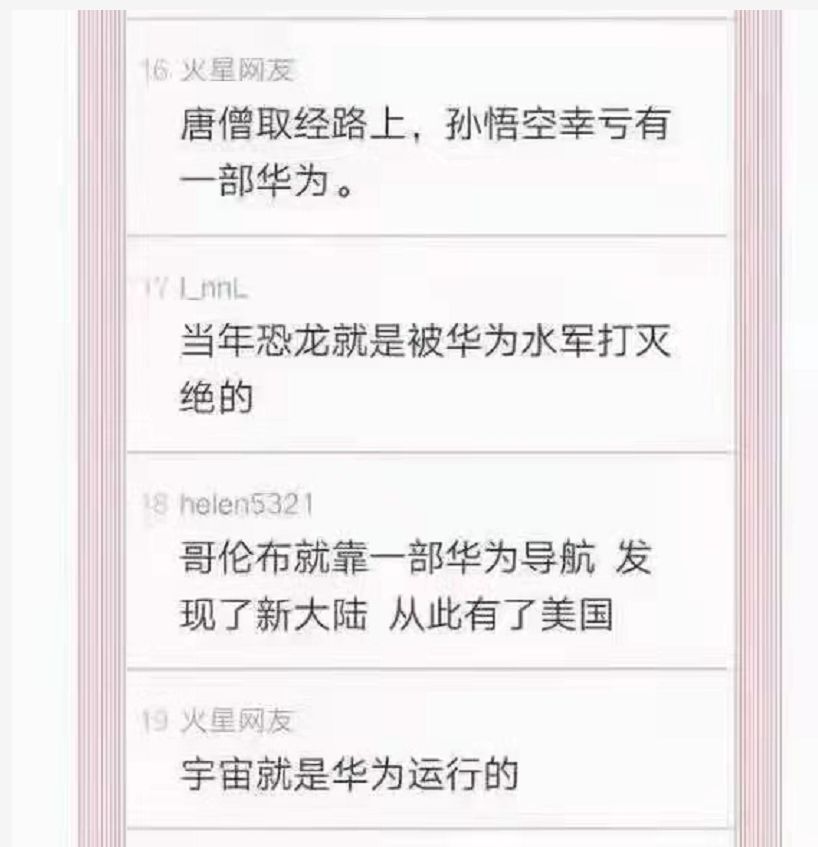 16 火星网友
唐僧取经路上，孙悟空幸亏有
一部华为。
17 l_nnL
当年恐龙就是被华为水军打灭
绝的
18 helen5321
哥伦布就靠一部华为导航 发
现了新大陆 从此有了美国
19 火星网友
宇宙就是华为运行的